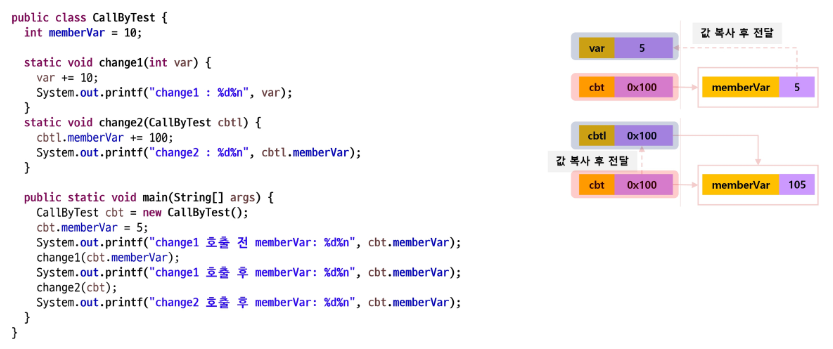 public class CallByTest {
int memberVar = 10;
static void change1(int var) {
var += 10;
System.out.printf("change1 : %d%n", var);
}
static void change2(CallByTest cbtl) {
cbtl.memberVar += 100;
System.out.printf("change2 : %d%n", cbtl.memberVar);
}
public static void main(String[] args) {
CallByTest cbt = new CallByTest();
cbt.memberVar = 5;
System.out.printf("change1 호출 전 memberVar: %d%n", cbt.memberVar);
change1(cbt.memberVar);
System.out.printf("change1 호출 후 memberVar: %d%n", cbt.memberVar);
change2(cbt);
System.out.printf("change2 호출 후 memberVar: %d%n", cbt.memberVar);
}
}
값 복사 후 전달
var 5
cbt 0x100 memberVar 5
cbtl 0x100
값 복사 후 전달
cbt 0x100 memberVar 105